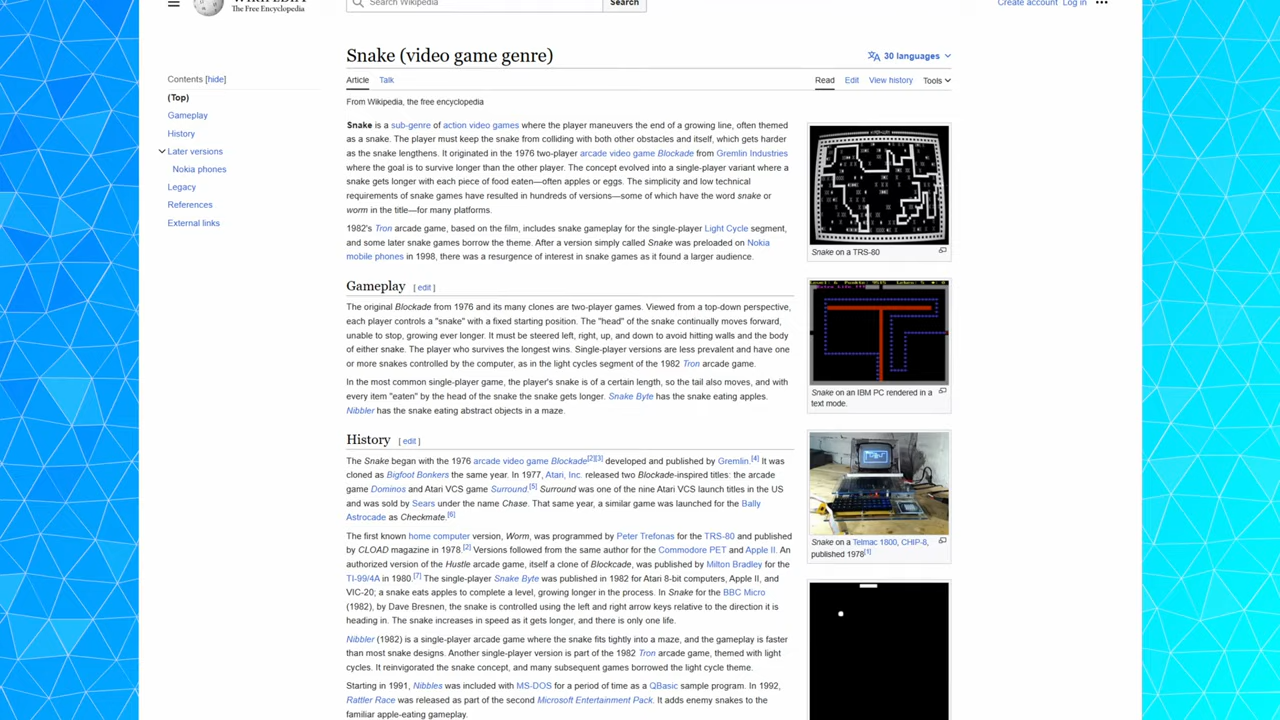 The Free Encyclopedia
Search Wikipedia
Search
Create account Log in
Snake (video game genre)
30 languages
Contents [hide]
(Top)
Gameplay
History
Later versions
Nokia phones
Legacy
References
External links
Article Talk
Read Edit View history Tools
From Wikipedia, the free encyclopedia
Snake is a sub-genre of action video games where the player maneuvers the end of a growing line, often themed
as a snake. The player must keep the snake from colliding with both other obstacles and itself, which gets harder
as the snake lengthens. It originated in the 1976 two-player arcade video game Blockade from Gremlin Industries
where the goal is to survive longer than the other player. The concept evolved into a single-player variant where a
snake gets longer with each piece of food eaten—often apples or eggs. The simplicity and low technical
requirements of snake games have resulted in hundreds of versions—some of which have the word snake or
worm in the title—for many platforms.
1982's Tron arcade game, based on the film, includes snake gameplay for the single-player Light Cycle segment,
and some later snake games borrow the theme. After a version simply called Snake was preloaded on Nokia
mobile phones in 1998, there was a resurgence of interest in snake games as it found a larger audience.
Gameplay [ edit ]
The original Blockade from 1976 and its many clones are two-player games. Viewed from a top-down perspective,
each player controls a "snake" with a fixed starting position. The "head" of the snake continually moves forward,
unable to stop, growing ever longer. It must be steered left, right, up, and down to avoid hitting walls and the body
of either snake. The player who survives the longest wins. Single-player versions are less prevalent and have one
or more snakes controlled by the computer, as in the light cycles segment of the 1982 Tron arcade game.
In the most common single-player game, the player's snake is of a certain length, so the tail also moves, and with
every item "eaten" by the head of the snake the snake gets longer. Snake Byte has the snake eating apples.
Nibbler has the snake eating abstract objects in a maze.
History [ edit ]
The Snake began with the 1976 arcade video game Blockade[2][3] developed and published by Gremlin.[4] It was
cloned as Bigfoot Bonkers the same year. In 1977, Atari, Inc. released two Blockade-inspired titles: the arcade
game Dominos and Atari VCS game Surround.[5] Surround was one of the nine Atari VCS launch titles in the US
and was sold by Sears under the name Chase. That same year, a similar game was launched for the Bally
Astrocade as Checkmate.[6]
The first known home computer version, Worm, was programmed by Peter Trefonas for the TRS-80 and published
by CLOAD magazine in 1978.[2] Versions followed from the same author for the Commodore PET and Apple II. An
authorized version of the Hustle arcade game, itself a clone of Blockade, was published by Milton Bradley for the
TI-99/4A in 1980.[7] The single-player Snake Byte was published in 1982 for Atari 8-bit computers, Apple II, and
VIC-20; a snake eats apples to complete a level, growing longer in the process. In Snake for the BBC Micro
(1982), by Dave Bresnen, the snake is controlled using the left and right arrow keys relative to the direction it is
heading in. The snake increases in speed as it gets longer, and there is only one life.
Nibbler (1982) is a single-player arcade game where the snake fits tightly into a maze, and the gameplay is faster
than most snake designs. Another single-player version is part of the 1982 Tron arcade game, themed with light
cycles. It reinvigorated the snake concept, and many subsequent games borrowed the light cycle theme.
Starting in 1991, Nibbles was included with MS-DOS for a period of time as a QBasic sample program. In 1992,
Rattler Race was released as part of the second Microsoft Entertainment Pack. It adds enemy snakes to the
familiar apple-eating gameplay.
Snake on a TRS-80
Snake on an IBM PC rendered in a
text mode.
Snake on a Telmac 1800, CHIP-8,
published 1978[1]